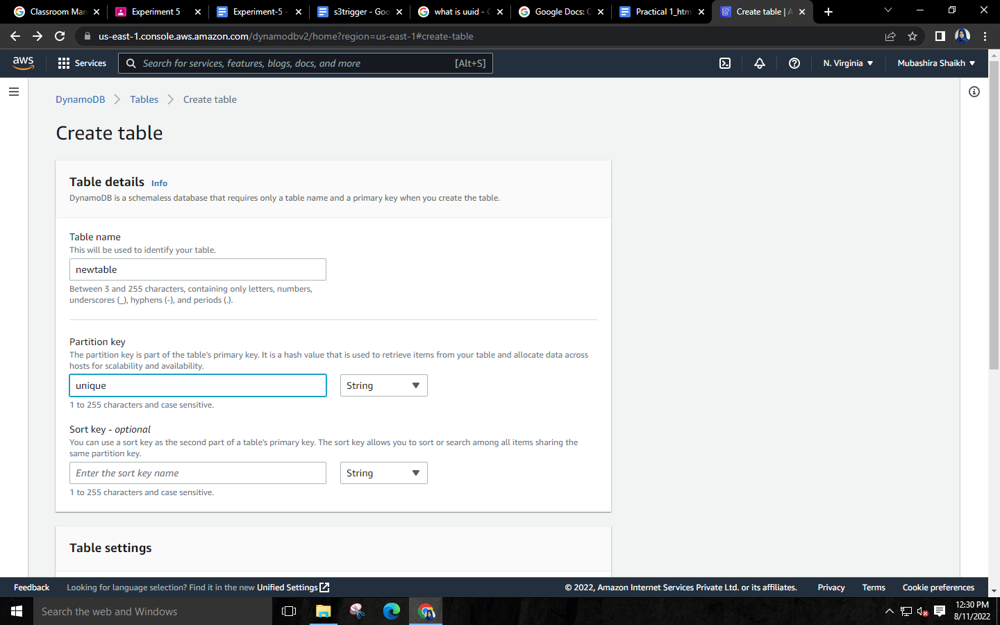 Classroom Man
Experiment 5
Experiment-5 -
s3trigger - Goo
what is uuid - G
Google Docs: C
Practical 1_htm
Create table | A
us-east-1.console.aws.amazon.com/dynamodbv2/home?region=us-east-1#create-table
aws
Services
Search for services, features, blogs, docs, and more
[Alt+S]
N. Virginia
Mubashira Shaikh
DynamoDB
Tables
Create table
Create table
Table details Info
DynamoDB is a schemaless database that requires only a table name and a primary key when you create the table.
Table name
This will be used to identify your table.
newtable
Between 3 and 255 characters, containing only letters, numbers,
underscores (_), hyphens (-), and periods (.).
Partition key
The partition key is part of the table's primary key. It is a hash value that is used to retrieve items from your table and allocate data across
hosts for scalability and availability.
unique
String
1 to 255 characters and case sensitive.
Sort key - optional
You can use a sort key as the second part of a table's primary key. The sort key allows you to sort or search among all items sharing the
same partition key.
Enter the sort key name
String
1 to 255 characters and case sensitive.
Table settings
Feedback
Looking for language selection? Find it in the new Unified Settings
© 2022, Amazon Internet Services Private Ltd. or its affiliates.
Privacy
Terms
Cookie preferences
Search the web and Windows
12:30 PM
8/11/2022